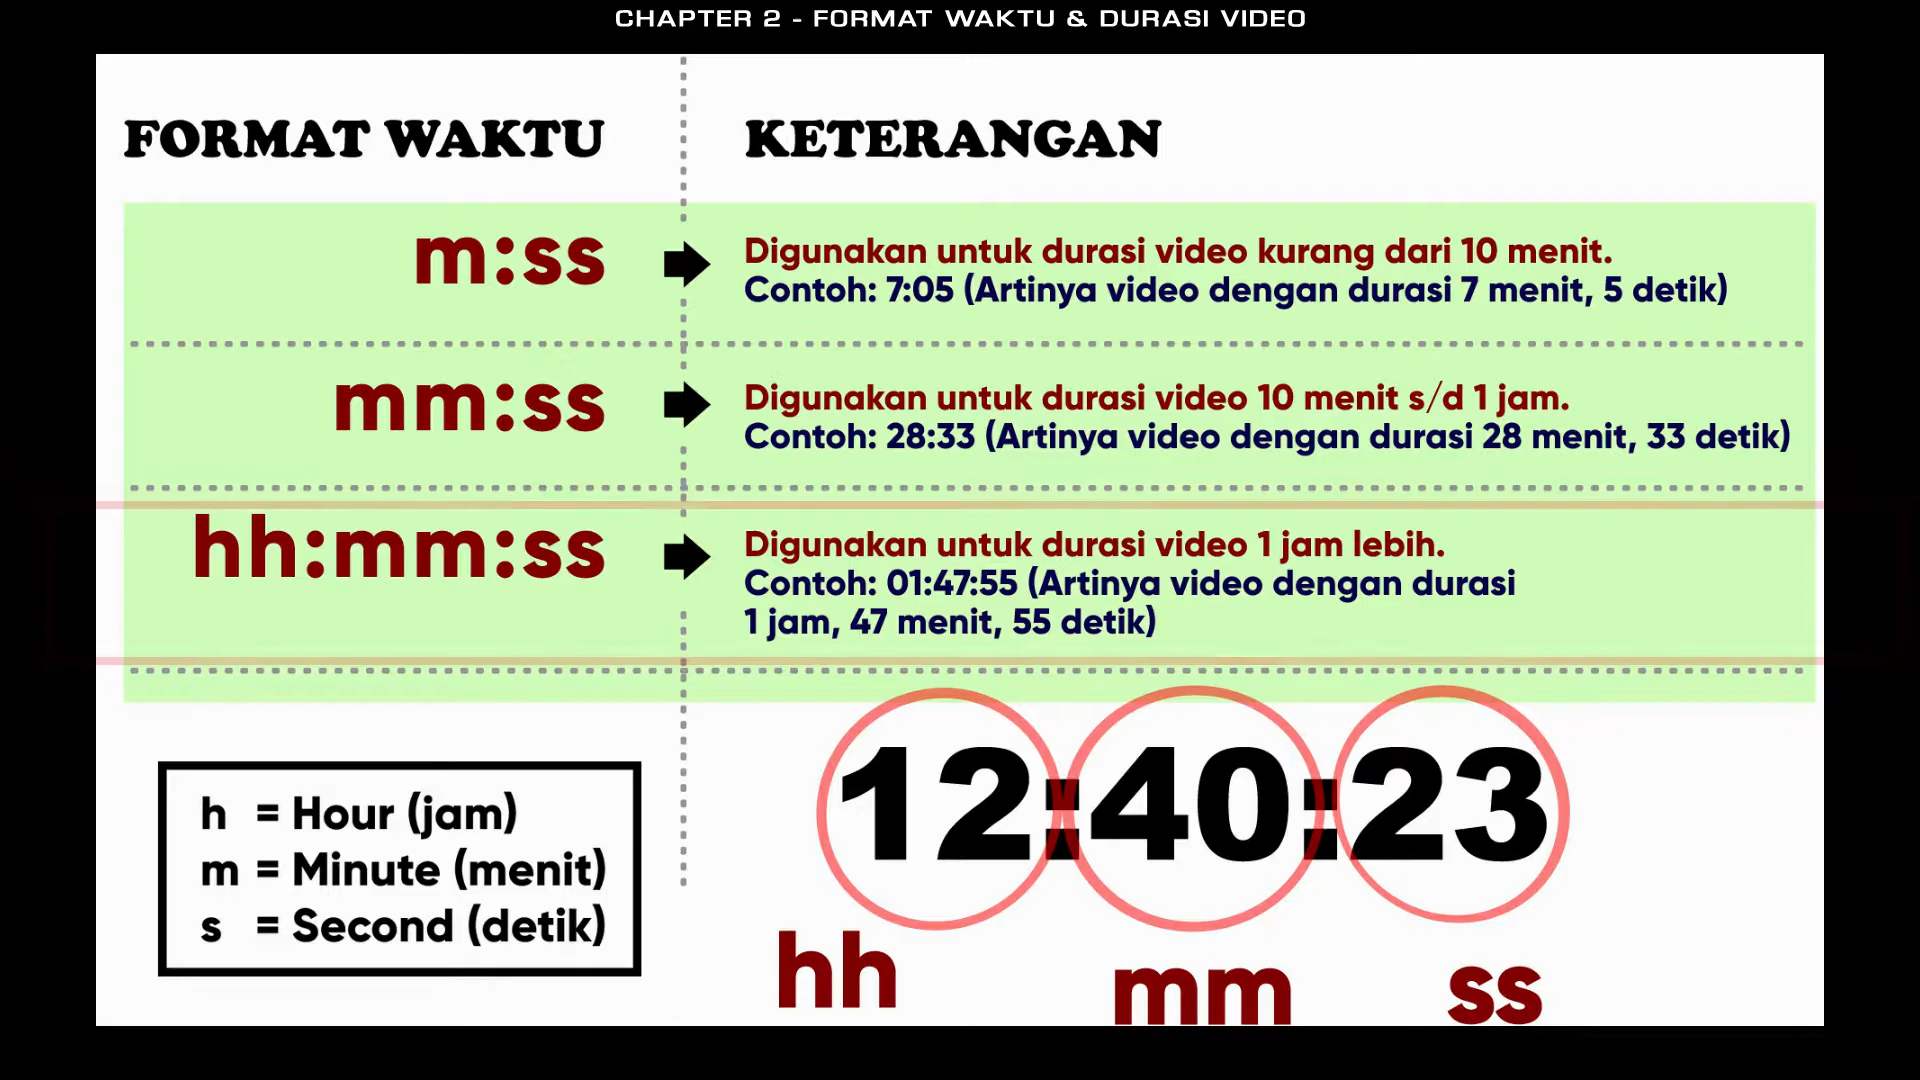 CHAPTER 2 - FORMAT WAKTU & DURASI VIDEO
FORMAT WAKTU
KETERANGAN
m:ss
Digunakan untuk durasi video kurang dari 10 menit.
Contoh: 7:05 (Artinya video dengan durasi 7 menit, 5 detik)
mm:ss
Digunakan untuk durasi video 10 menit s/d 1 jam.
Contoh: 28:33 (Artinya video dengan durasi 28 menit, 33 detik)
hh:mm:ss
Digunakan untuk durasi video 1 jam lebih.
Contoh: 01:47:55 (Artinya video dengan durasi
1 jam, 47 menit, 55 detik)
h = Hour (jam)
m = Minute (menit)
s = Second (detik)
12:40:23
hh mm ss